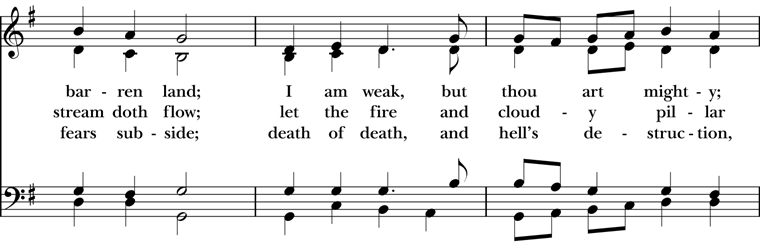 bar - ren land; I am weak, but thou art might - y;
stream doth flow; let the fire and cloud - y pil - lar
fears sub - side; death of death, and hell's de - struc - tion,